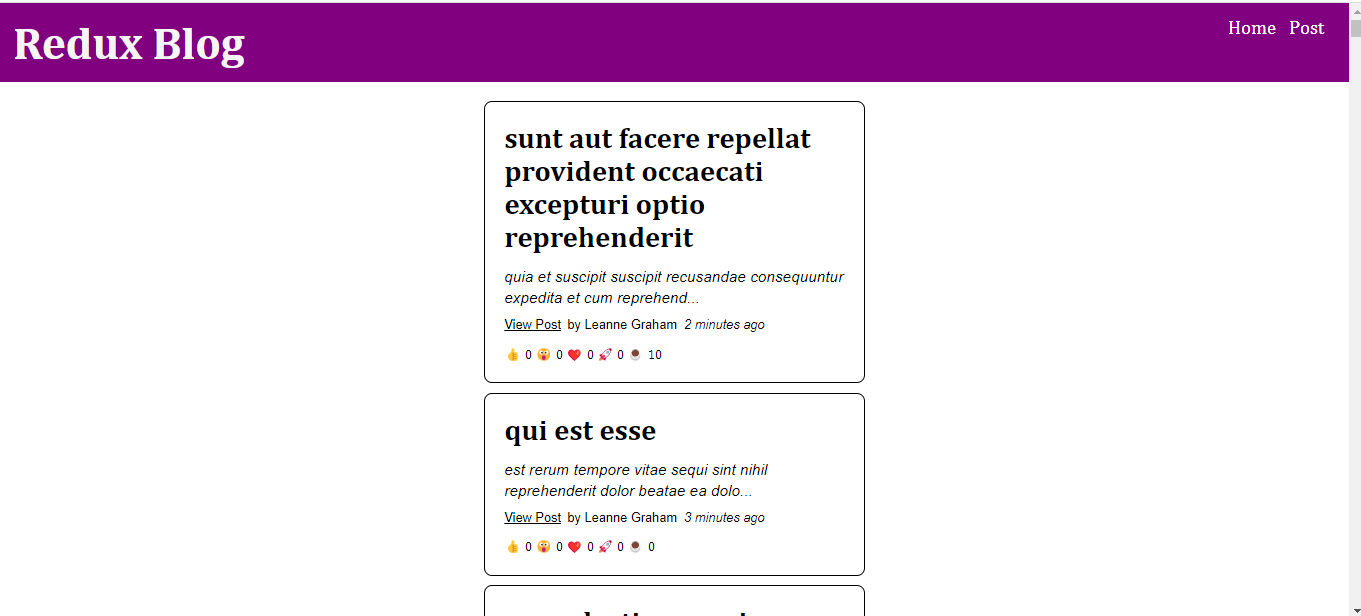 Redux Blog
Home Post
sunt aut facere repellat
provident occaecati
excepturi optio
reprehenderit
quia et suscipit suscipit recusandae consequuntur
expedita et cum reprehend...
View Post by Leanne Graham 2 minutes ago
👍 0 😲 0 ❤️ 0 🚀 0 ☕ 10
qui est esse
est rerum tempore vitae sequi sint nihil
reprehenderit dolor beatae ea dolo...
View Post by Leanne Graham 3 minutes ago
👍 0 😲 0 ❤️ 0 🚀 0 ☕ 0